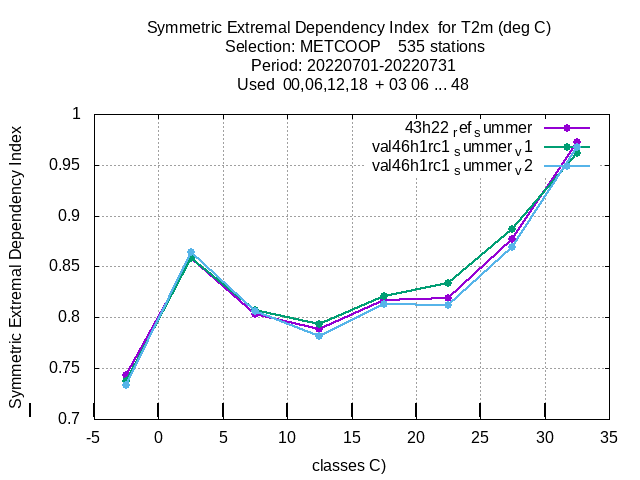 Symmetric Extremal Dependency Index  for T2m (deg C)
Selection: METCOOP    535 stations
Period: 20220701-20220731
Used  00,06,12,18  + 03 06 ... 48
Symmetric Extremal Dependency Index
1
0.95
0.9
0.85
0.8
0.75
0.7
43h22 ref summer
val46h1rc1 summer v1
val46h1rc1 summer v2
-5 0 5 10 15 20 25 30 35
classes C)